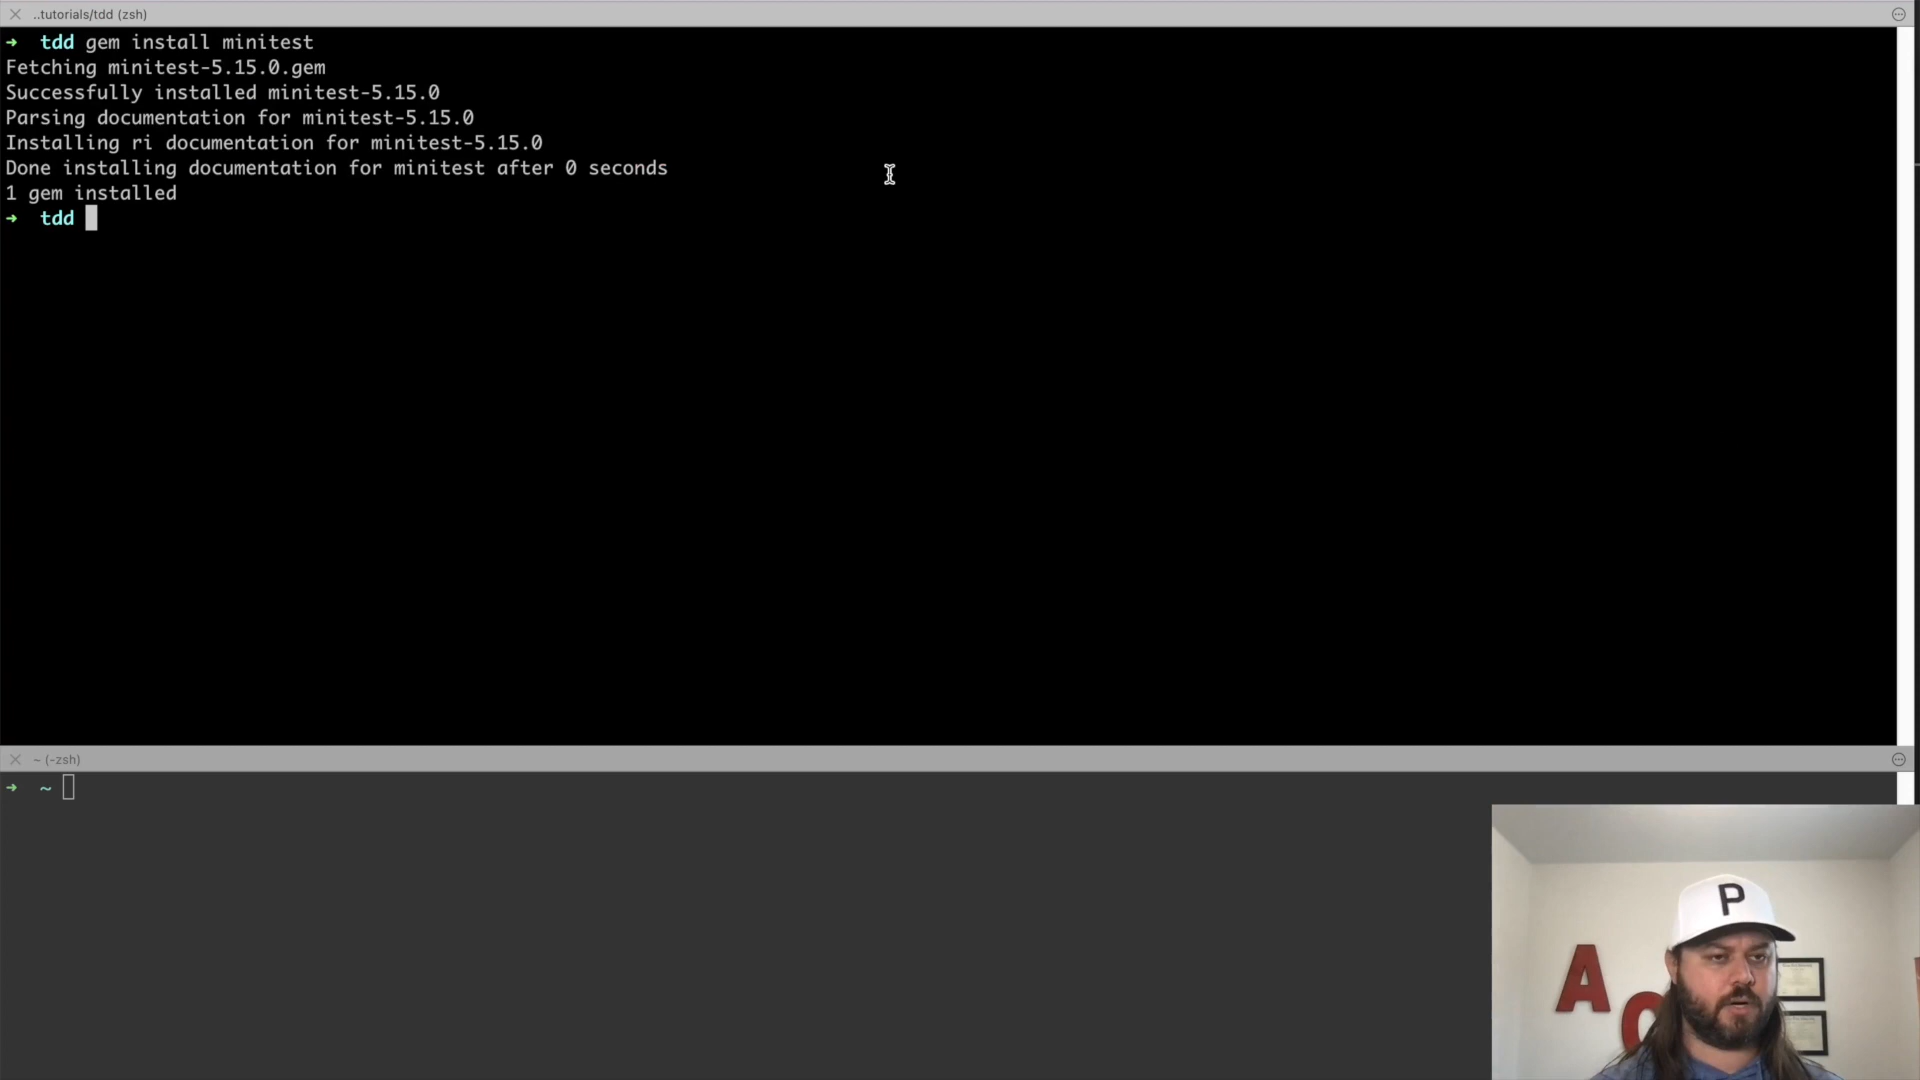 ..tutorials/tdd (zsh)
➜ tdd gem install minitest
Fetching minitest-5.15.0.gem
Successfully installed minitest-5.15.0
Parsing documentation for minitest-5.15.0
Installing ri documentation for minitest-5.15.0
Done installing documentation for minitest after 0 seconds
1 gem installed
➜ tdd
~ (-zsh)
➜ ~
P
A